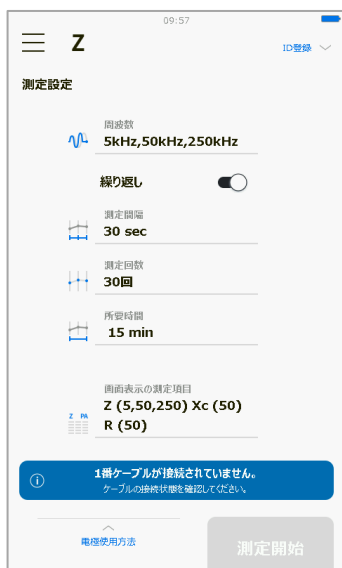 09:57
Z
ID登録
測定設定
周波数
5kHz,50kHz,250kHz
繰り返し
測定間隔
30 sec
測定回数
30回
所要時間
15 min
画面表示の測定項目
Z PA
Z (5,50,250) Xc (50)
R (50)
1番ケーブルが接続されていません。
ケーブルの接続状態を確認してください。
電極使用方法
測定開始